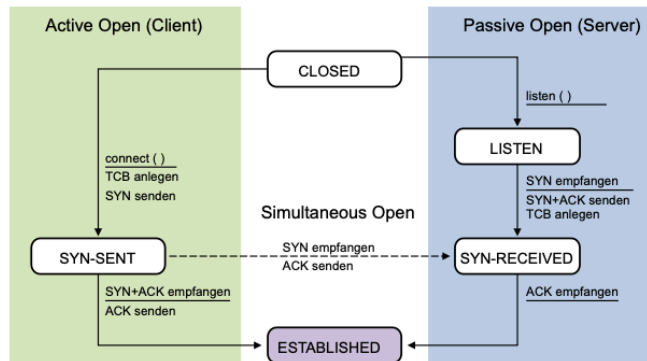 Active Open (Client)
Passive Open (Server)
CLOSED
listen ( )
LISTEN
connect ( )
TCB anlegen
SYN senden
SYN empfangen
SYN+ACK senden
TCB anlegen
Simultaneous Open
SYN-SENT
SYN empfangen
ACK senden
SYN-RECEIVED
SYN+ACK empfangen
ACK senden
ACK empfangen
ESTABLISHED